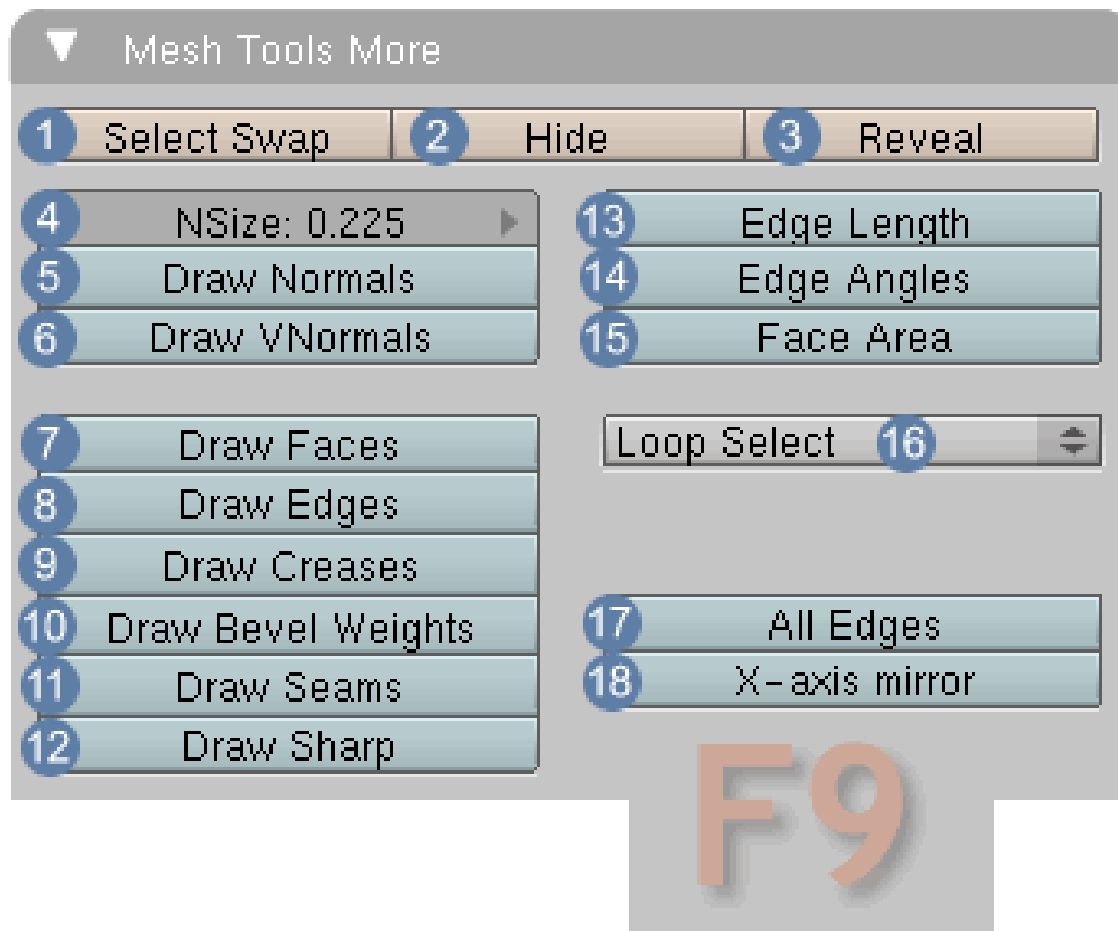 Mesh Tools More
1 Select Swap 2 Hide 3 Reveal
4 NSize: 0.225
5 Draw Normals
6 Draw VNormals
13 Edge Length
14 Edge Angles
15 Face Area
7 Draw Faces
8 Draw Edges
9 Draw Creases
10 Draw Bevel Weights
11 Draw Seams
12 Draw Sharp
Loop Select 16
17 All Edges
18 X-axis mirror
F9